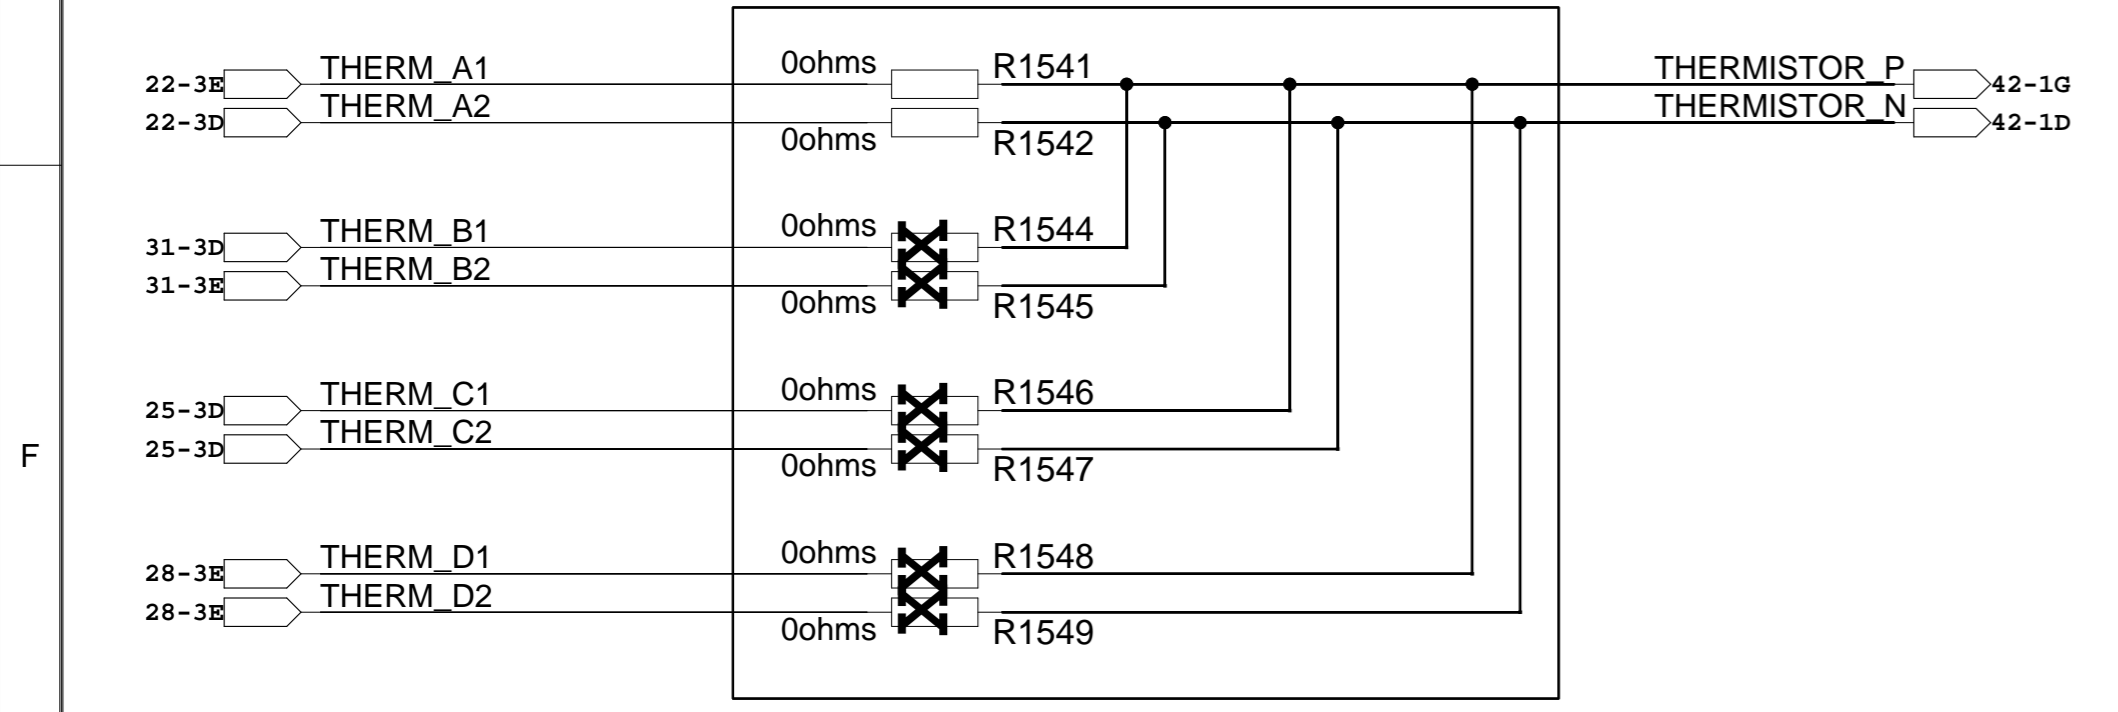 THERM_A1 0ohms R1541 THERMISTOR_P
22-3E 42-1G
THERM_A2 THERMISTOR_N
22-3D 0ohms R1542 42-1D
THERM_B1 0ohms R1544
31-3D
THERM_B2
31-3E 0ohms R1545
THERM_C1 0ohms R1546
25-3D
THERM_C2
25-3D 0ohms R1547
F
THERM_D1 0ohms R1548
28-3E
THERM_D2
28-3E 0ohms R1549